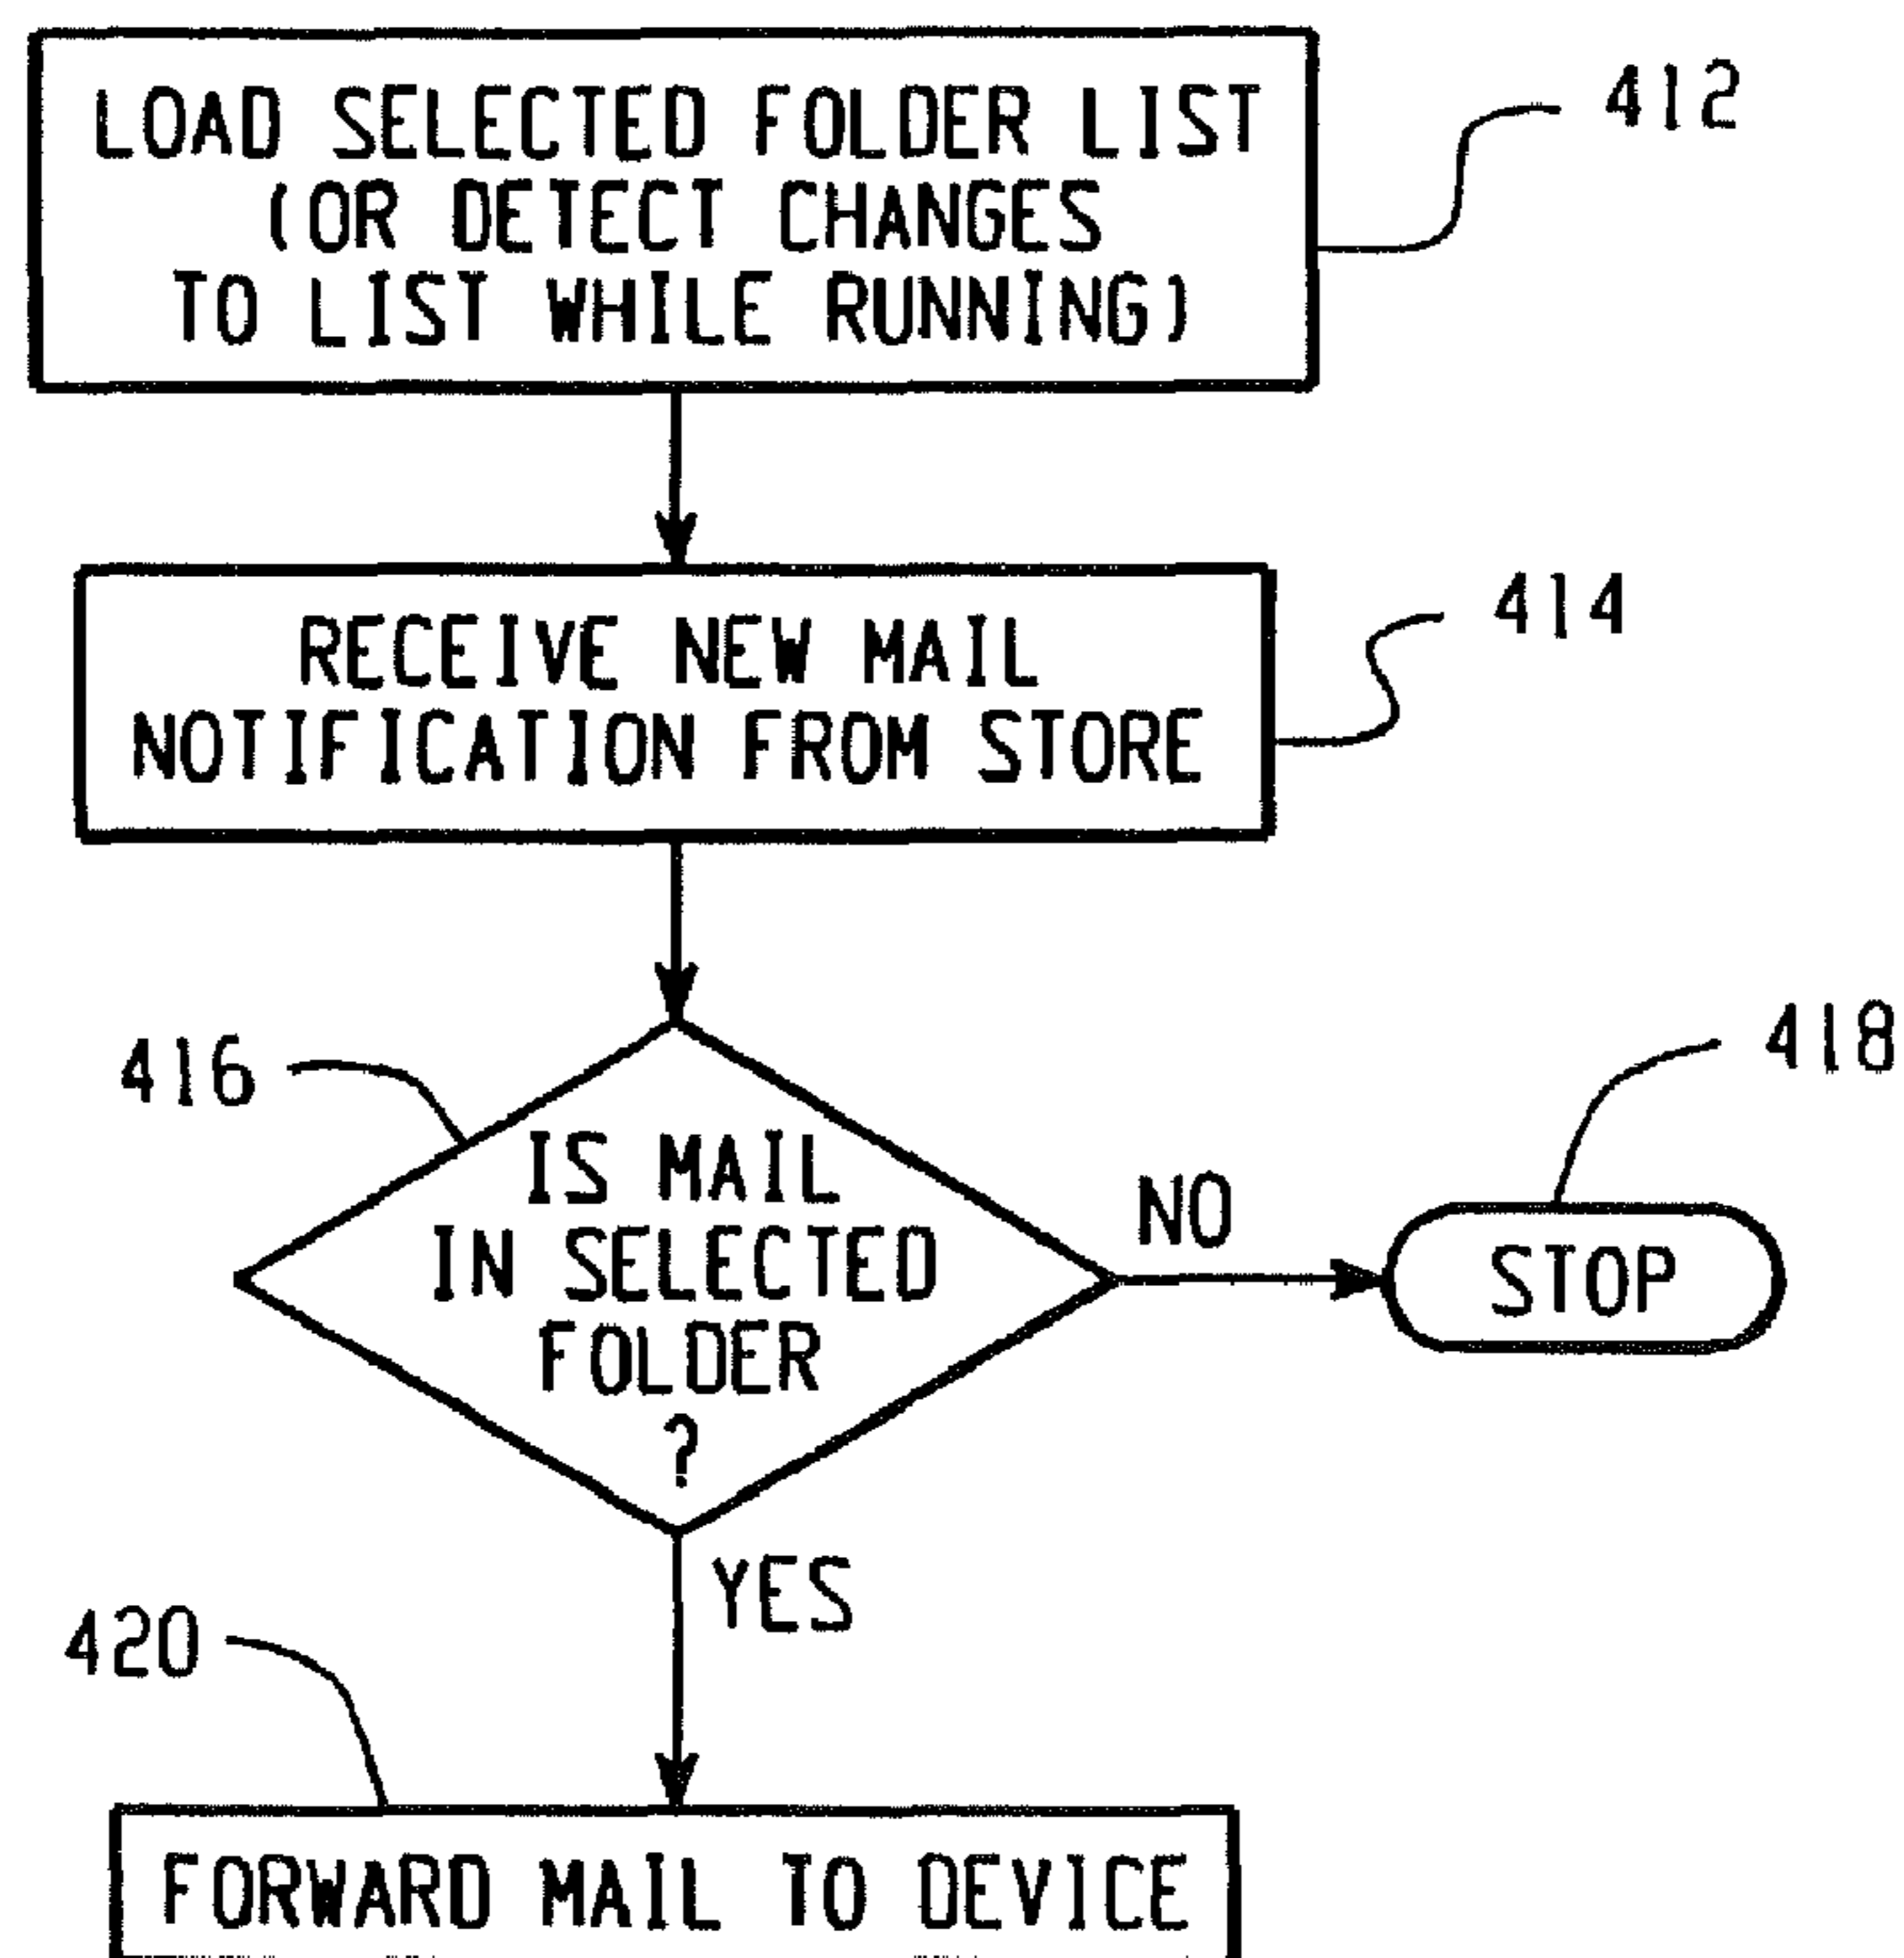 LOAD SELECTED FOLDER LIST
(OR DETECT CHANGES
TO LIST WHILE RUNNING)
412
RECEIVE NEW MAIL
NOTIFICATION FROM STORE
414
416
IS MAIL
IN SELECTED
FOLDER
?
NO
418
STOP
YES
420
FORWARD MAIL TO DEVICE